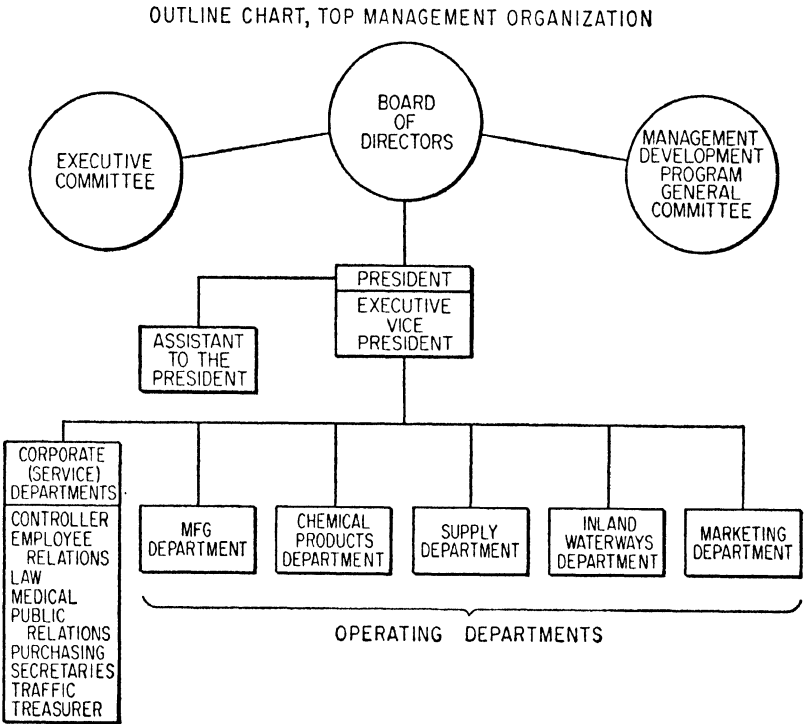 OUTLINE CHART, TOP MANAGEMENT ORGANIZATION
BOARD
OF
DIRECTORS
EXECUTIVE
COMMITTEE
MANAGEMENT
DEVELOPMENT
PROGRAM
GENERAL
COMMITTEE
PRESIDENT
EXECUTIVE
VICE
PRESIDENT
ASSISTANT
TO THE
PRESIDENT
CORPORATE
(SERVICE)
DEPARTMENTS
CONTROLLER
EMPLOYEE
RELATIONS
LAW
MEDICAL
PUBLIC
RELATIONS
PURCHASING
SECRETARIES
TRAFFIC
TREASURER
MFG
DEPARTMENT
CHEMICAL
PRODUCTS
DEPARTMENT
SUPPLY
DEPARTMENT
INLAND
WATERWAYS
DEPARTMENT
MARKETING
DEPARTMENT
OPERATING DEPARTMENTS